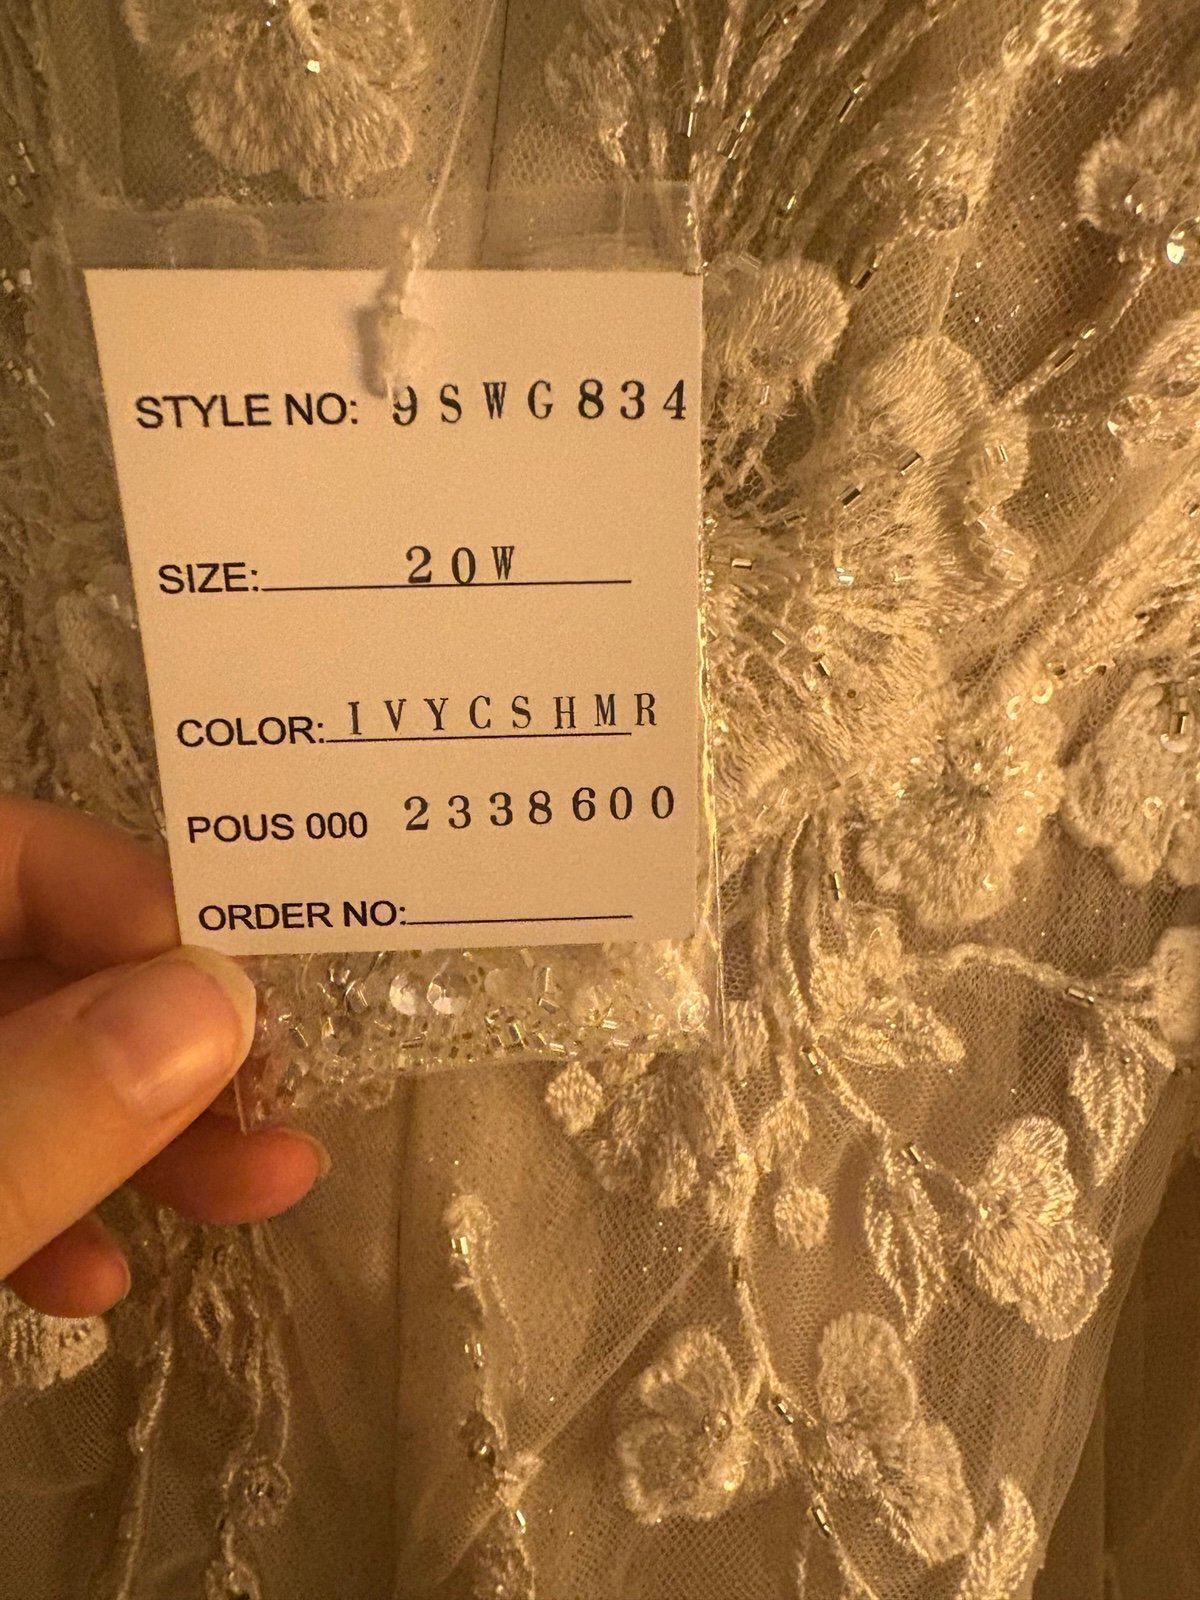 STYLE NO: 9SWG834
SIZE: 20W
COLOR: IVYCSHMR
POUS 000 2338600
ORDER NO: